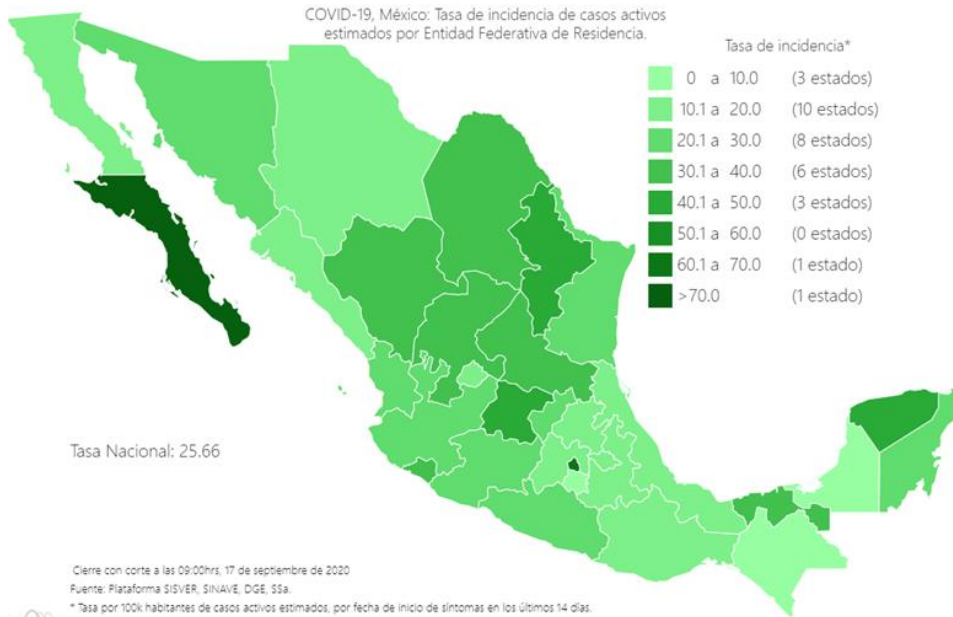 COVID-19, México: Tasa de incidencia de casos activos
estimados por Entidad Federativa de Residencia.
Tasa de incidencia*
0 a 10.0 (3 estados)
10.1 a 20.0 (10 estados)
20.1 a 30.0 (8 estados)
30.1 a 40.0 (6 estados)
40.1 a 50.0 (3 estados)
50.1 a 60.0 (0 estados)
60.1 a 70.0 (1 estado)
>70.0 (1 estado)
Tasa Nacional: 25.66
Cierre con corte a las 09:00hrs, 17 de septiembre de 2020
Fuente: Plataforma SISVER, SINAVE, DGE, SSa.
* Tasa por 100k habitantes de casos activos estimados, por fecha de inicio de síntomas en los últimos 14 días.